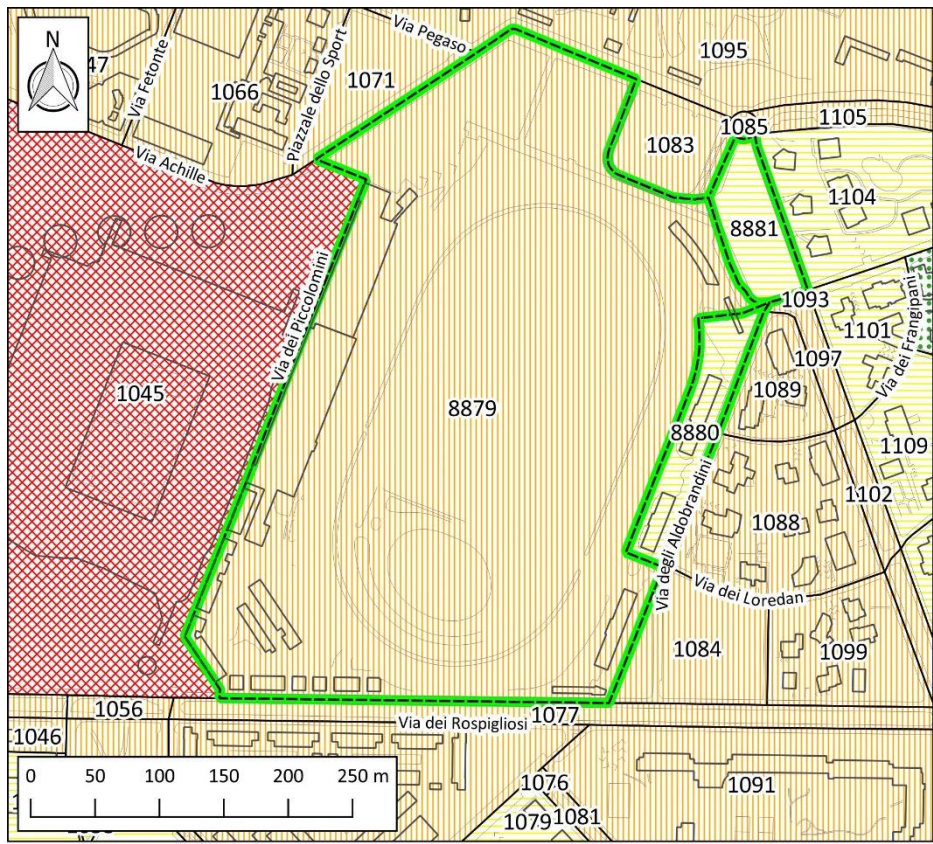 N
47
Via Fetonte
1066
Piazzale dello Sport
1071
Via Pegaso
1095
Via Achille
1083
1085
1105
1104
8881
1093
Via dei Piccolomini
1101
Via dei Frangipani
1097
1089
1045
8879
8880
1109
Via degli Aldobrandini
1102
1088
Via dei Loredan
1084
1099
1056
Via dei Rospigliosi
1077
1046
0 50 100 150 200 250 m
1076
1091
1079
1081